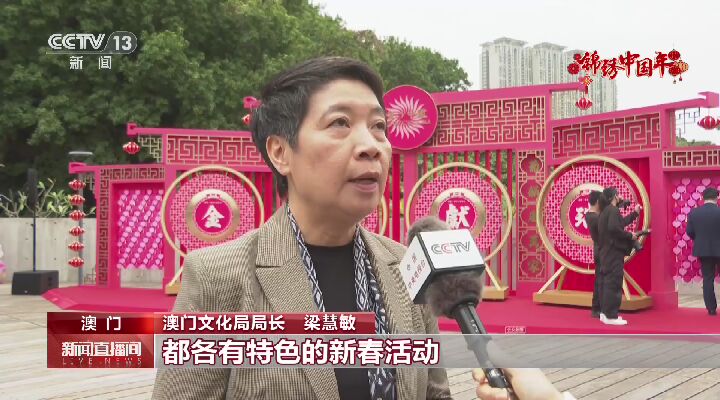 CCTV 13
新闻
锦绣中国年
金
献
CCTV
澳门
澳门文化局局长 梁慧敏
新闻直播间
LIVE NEWS
都各有特色的新春活动